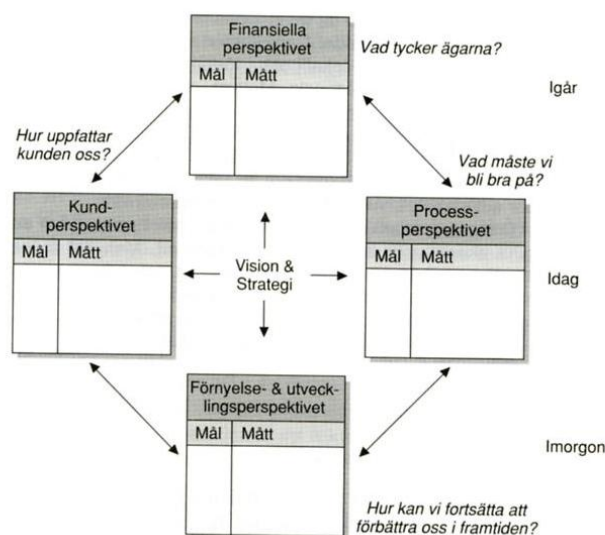 Finansiella
perspektivet
Mål Mått
Vad tycker ägarna?
Igår
Hur uppfattar
kunden oss?
Vad måste vi
bli bra på?
Kund-
perspektivet
Mål Mått
Vision &
Strategi
Process-
perspektivet
Mål Mått
Idag
Förnyelse- & utveck-
lingsperspektivet
Mål Mått
Imorgon
Hur kan vi fortsätta att
förbättra oss i framtiden?